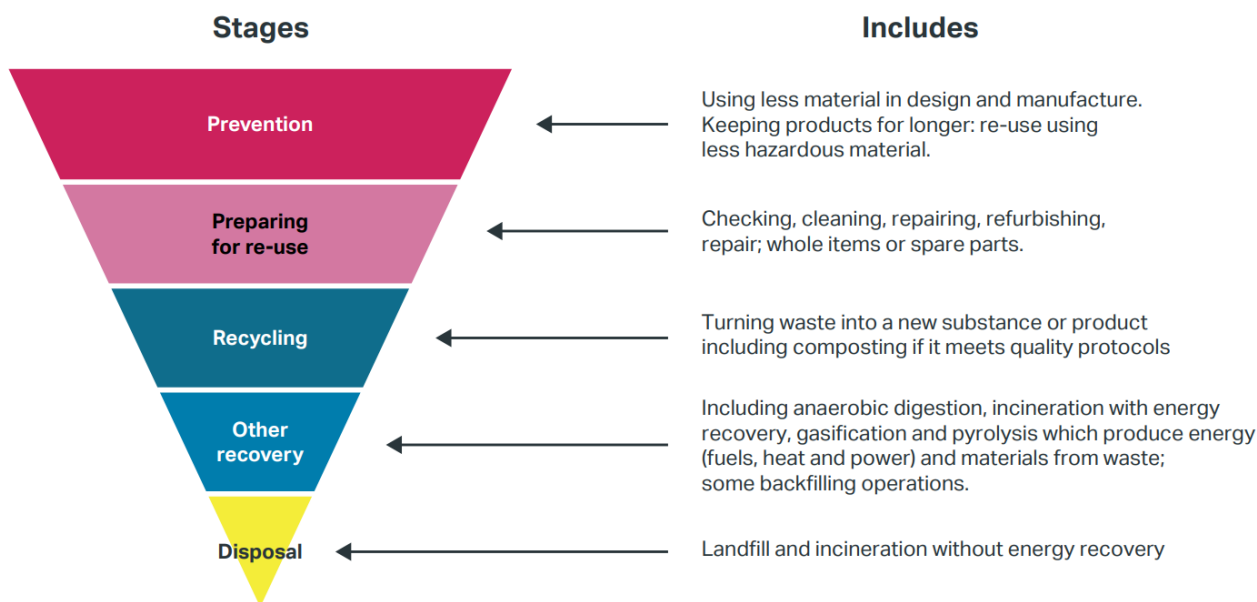 Stages
Includes
Prevention
Using less material in design and manufacture.
Keeping products for longer: re-use using
less hazardous material.
Preparing
for re-use
Checking, cleaning, repairing, refurbishing,
repair; whole items or spare parts.
Recycling
Turning waste into a new substance or product
including composting if it meets quality protocols
Other
recovery
Including anaerobic digestion, incineration with energy
recovery, gasification and pyrolysis which produce energy
(fuels, heat and power) and materials from waste;
some backfilling operations.
Disposal
Landfill and incineration without energy recovery